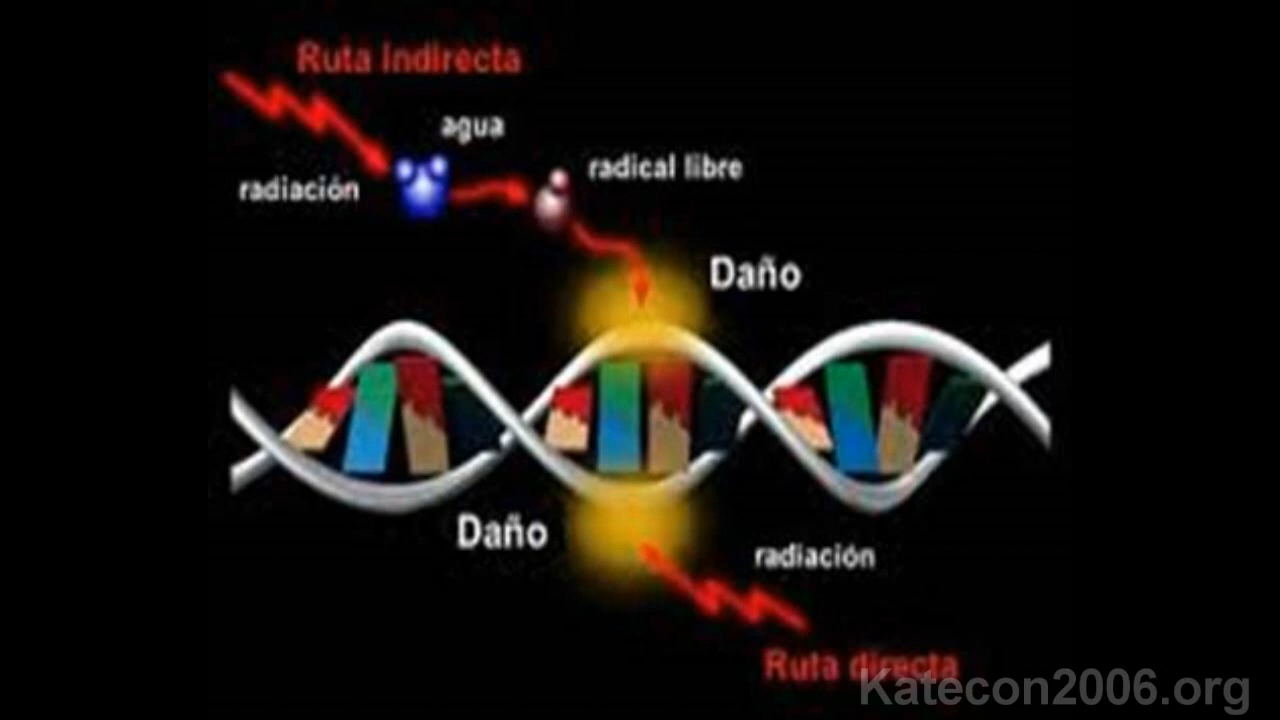 Ruta Indirecta
agua
radical libre
radiación
Daño
Daño
radiación
Ruta directa
Katecon2006.org